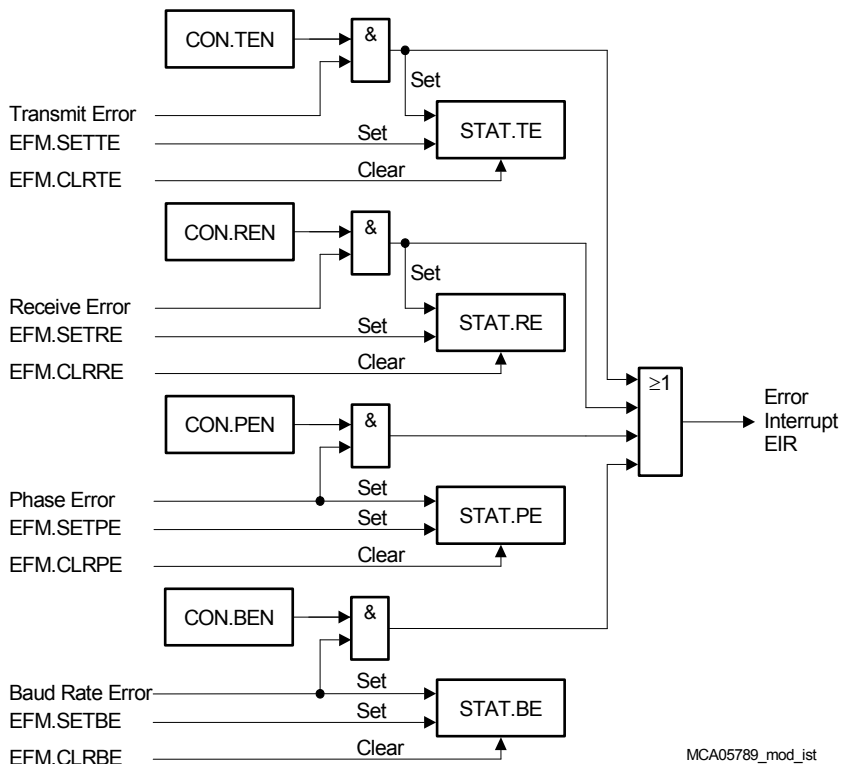 CON.TEN
&
Set
Transmit Error
Set
STAT.TE
EFM.SETTE
Clear
EFM.CLRTE
CON.REN
&
Set
Receive Error
Set
STAT.RE
EFM.SETRE
Clear
EFM.CLRRE
≥1
Error
Interrupt
EIR
CON.PEN
&
Phase Error
Set
EFM.SETPE
Set
STAT.PE
EFM.CLRPE
Clear
CON.BEN
&
Baud Rate Error
Set
EFM.SETBE
Set
STAT.BE
EFM.CLRBE
Clear
MCA05789_mod_ist